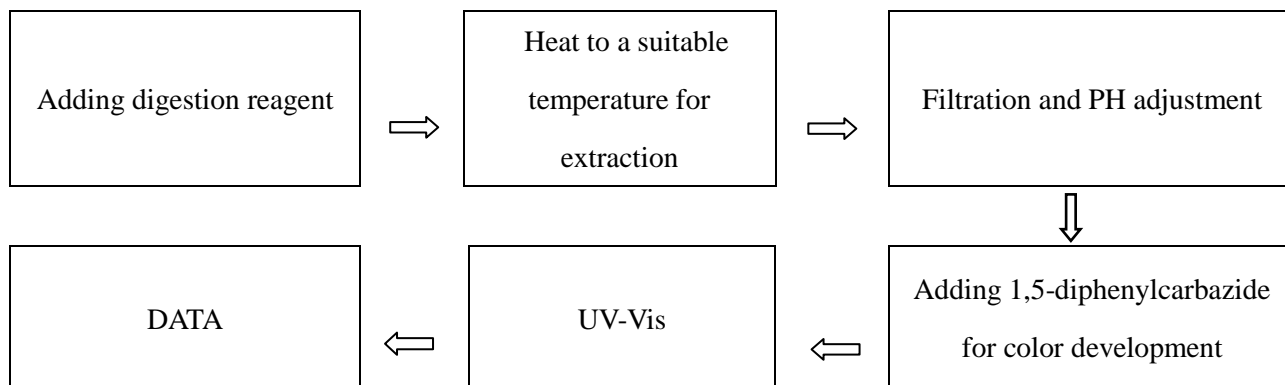 Adding digestion reagent
Heat to a suitable
temperature for
extraction
Filtration and PH adjustment
Adding 1,5-diphenylcarbazide
for color development
UV-Vis
DATA